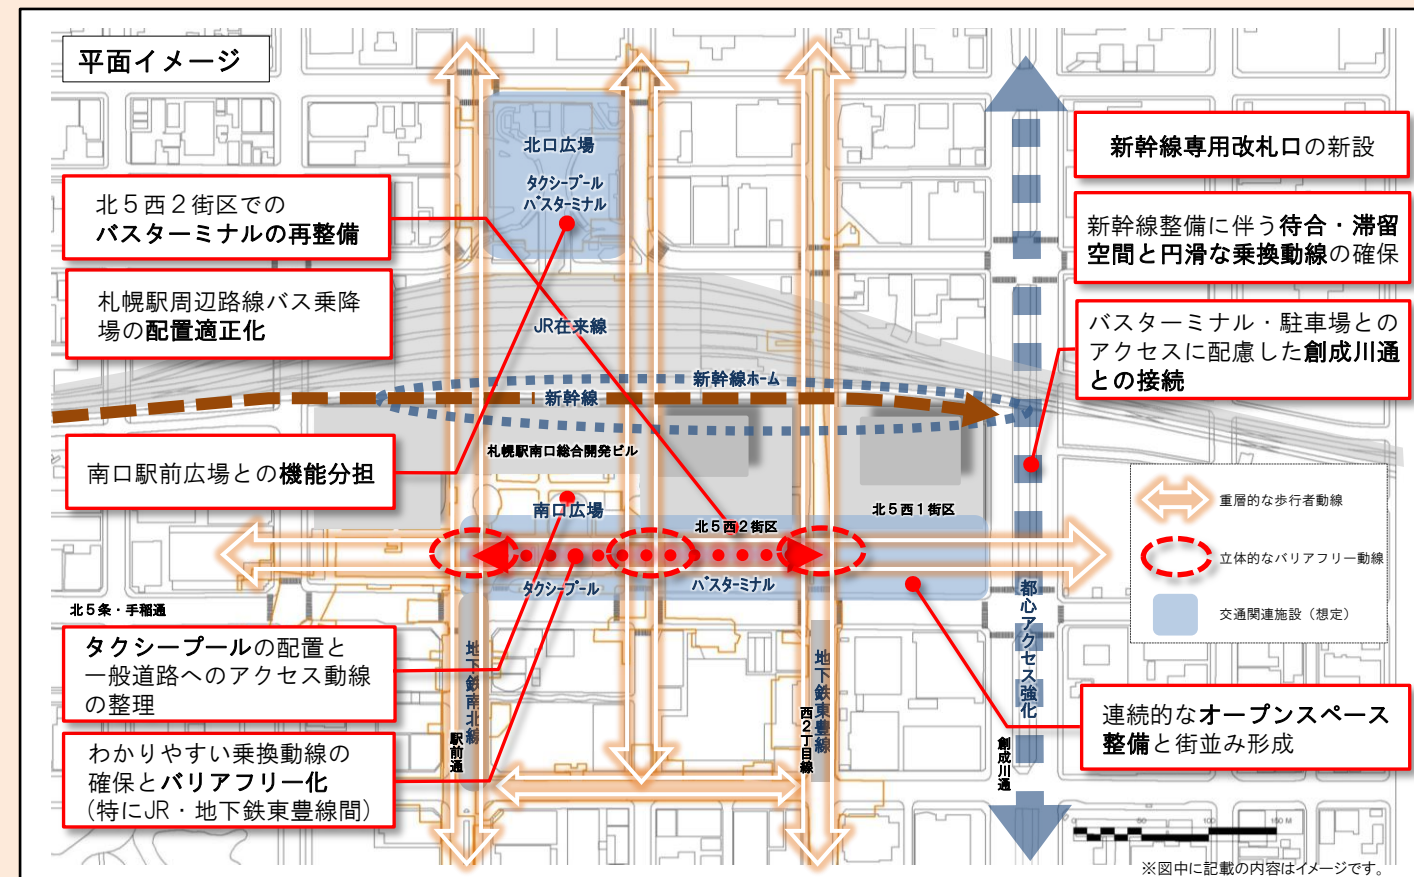 平面イメージ
北5西2街区での
バスターミナルの再整備
札幌駅周辺路線バス乗降
場の配置適正化
南口駅前広場との機能分担
タクシープールの配置と
一般道路へのアクセス動線
の整理
わかりやすい乗換動線の
確保とバリアフリー化
(特にJR・地下鉄東豊線間)
北口広場
タクシープール
バスターミナル
JR在来線
新幹線ホーム
新幹線
札幌駅南口総合開発ビル
南口広場
北5西2街区
北5西1街区
タクシープール
バスターミナル
北5条・手稲通
地下鉄南北線
駅前通
地下鉄東豊線
西2丁目線
都心アクセス強化
創成川通
新幹線専用改札口の新設
新幹線整備に伴う待合・滞留
空間と円滑な乗換動線の確保
バスターミナル・駐車場との
アクセスに配慮した創成川通
との接続
重層的な歩行者動線
立体的なバリアフリー動線
交通関連施設(想定)
連続的なオープンスペース
整備と街並み形成
0 50 100 150 M
※図中に記載の内容はイメージです。